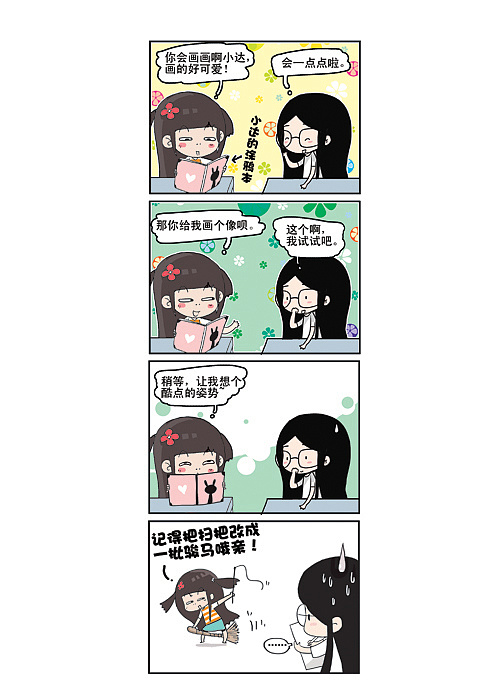 你会画画啊小达，
画的好可爱！
会一点点啦。
小达的涂鸦本
那你给我画个像呗。
这个啊，
我试试吧。
稍等，让我想个
酷点的姿势~
记得把扫把改成
一批骏马哦亲！
………